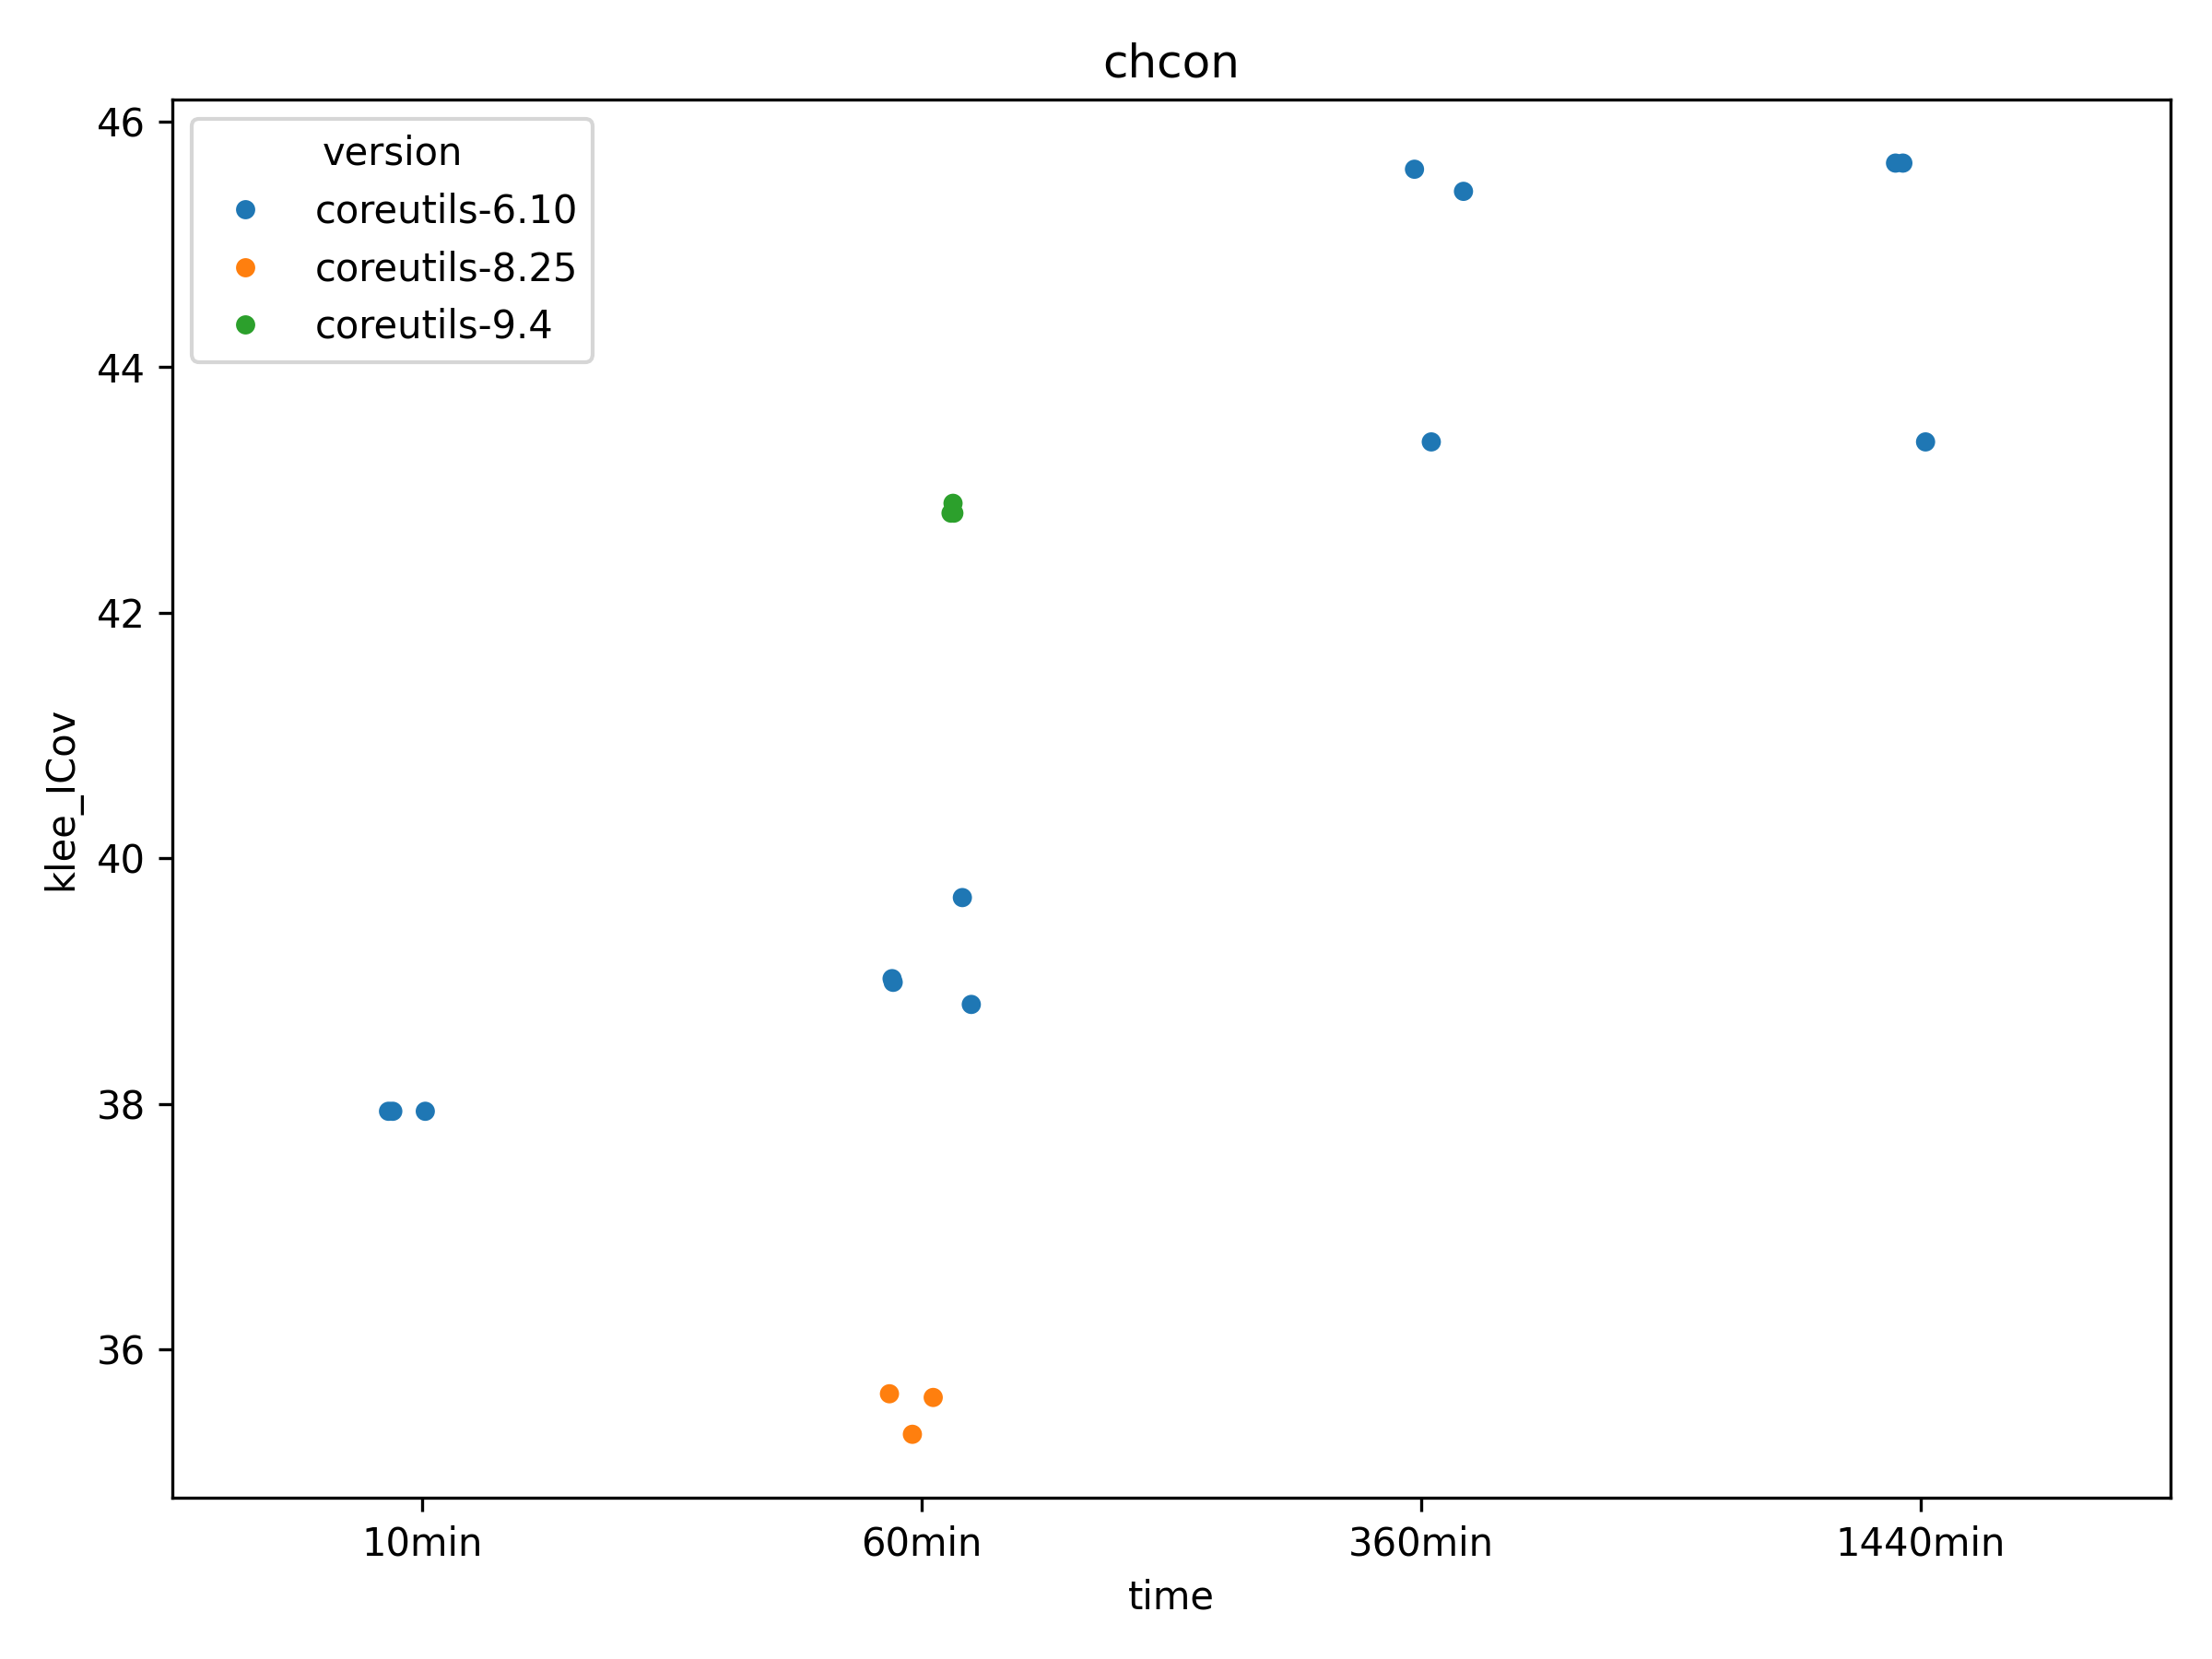 chcon
version
coreutils-6.10
coreutils-8.25
coreutils-9.4
46
44
42
40
38
36
klee_ICov
10min
60min
360min
1440min
time